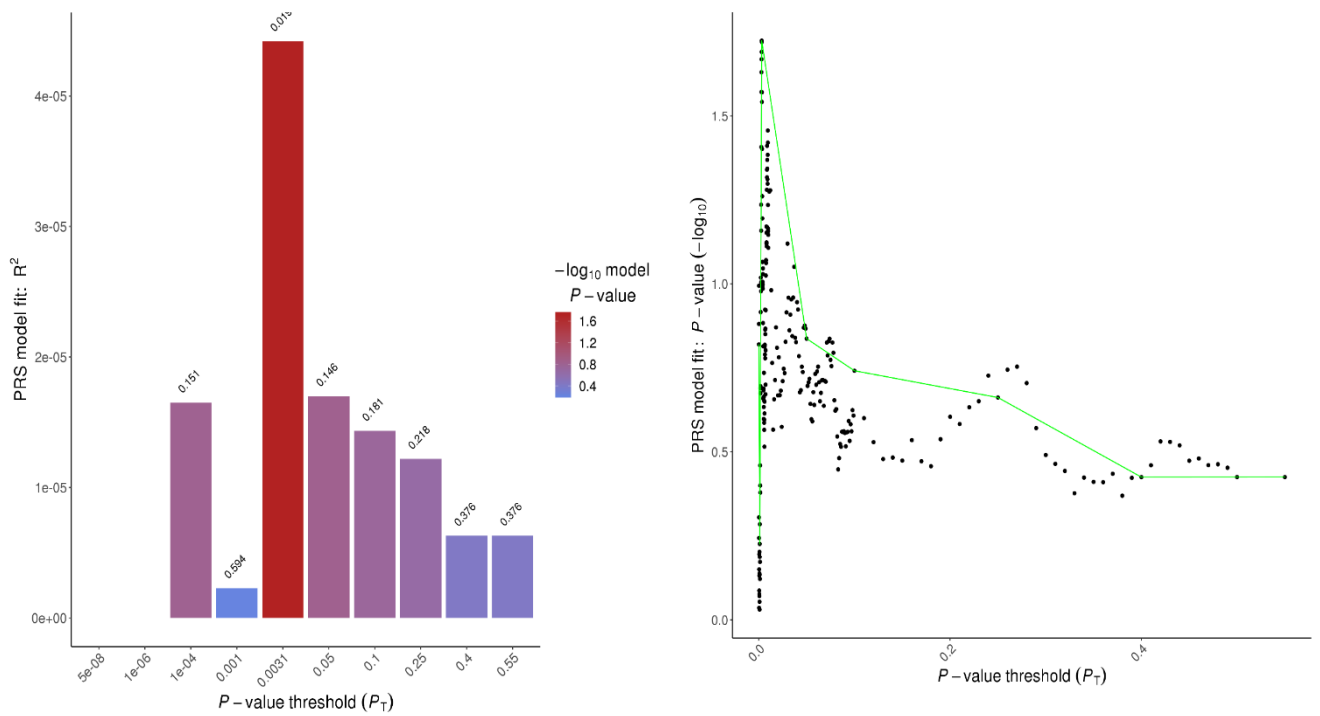 0.019
0.151
0.594
0.146
0.181
0.218
0.376
0.376
4e-05
3e-05
2e-05
1e-05
0e+00
PRS model fit: R²
5e-08
1e-06
1e-04
0.001
0.0031
0.05
0.1
0.25
0.4
0.55
P – value threshold (P_T)
−log₁₀ model
P – value
1.6
1.2
0.8
0.4
1.5
1.0
0.5
0.0
PRS model fit: P – value (−log₁₀)
0.0
0.2
0.4
P – value threshold (P_T)